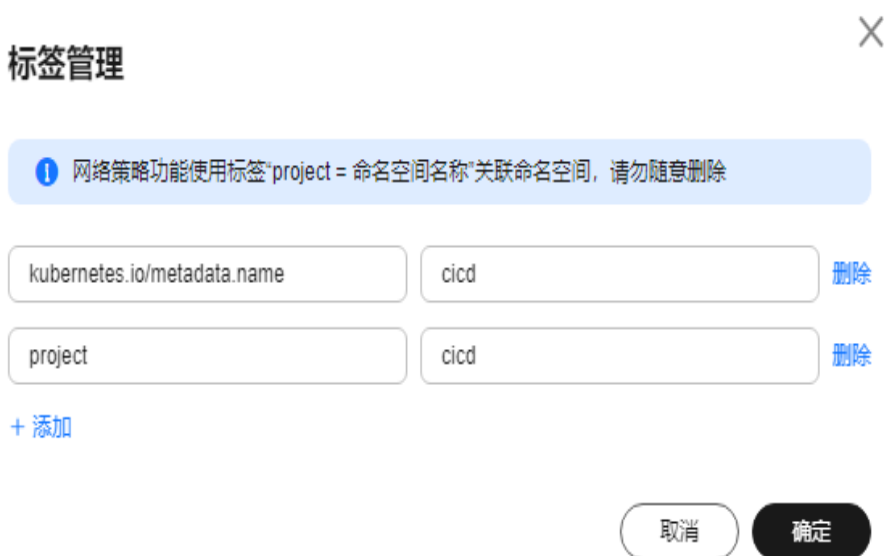 标签管理
网络策略功能使用标签“project = 命名空间名称”关联命名空间，请勿随意删除
kubernetes.io/metadata.name cicd 删除
project cicd 删除
+ 添加
取消 确定